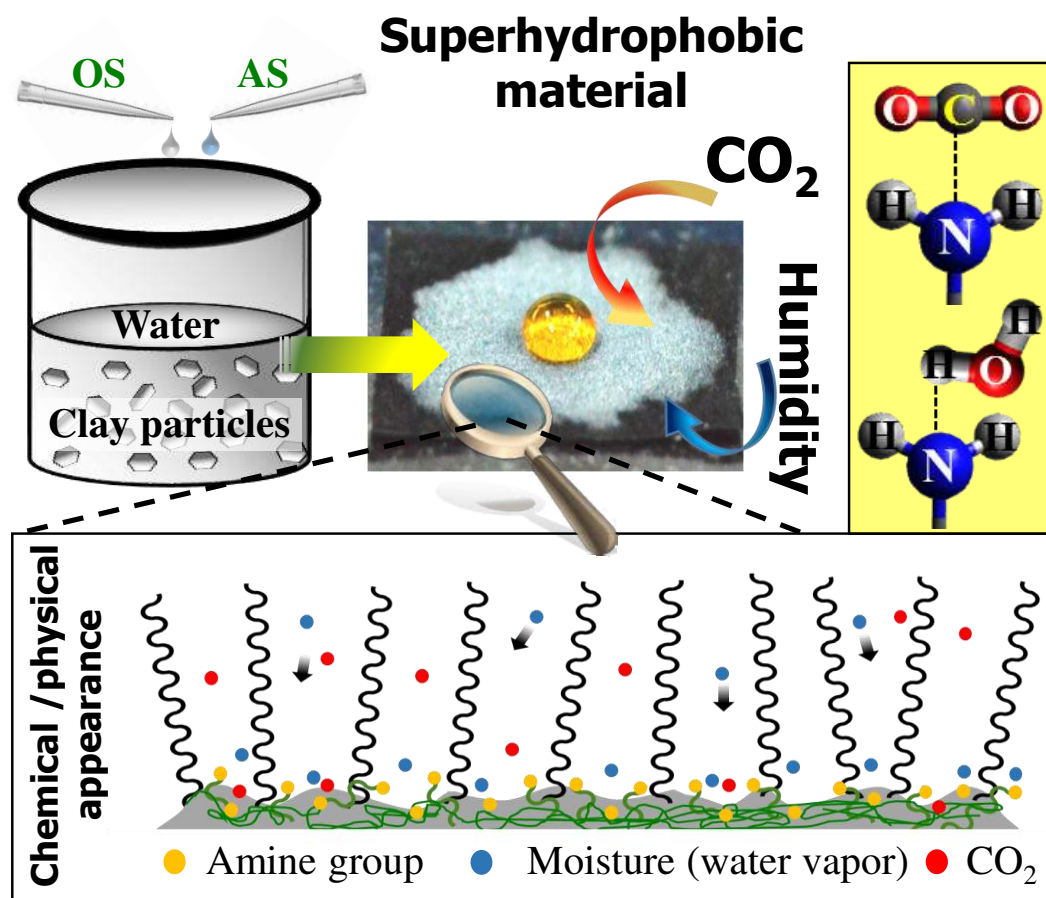 Superhydrophobic
material
OS
AS
CO₂
Humidity
Water
Clay particles
O C O
H H
N
H
H O
H H
N
Chemical /physical
appearance
Amine group
Moisture (water vapor)
CO₂